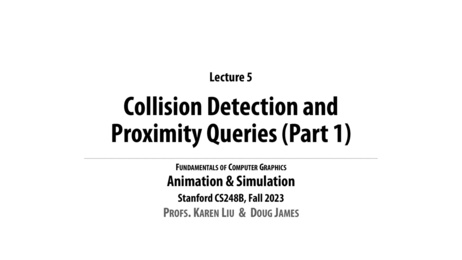 Lecture 5
Collision Detection and
Proximity Queries (Part 1)
Fundamentals of Computer Graphics
Animation & Simulation
Stanford CS248B, Fall 2023
Profs. Karen Liu & Doug James